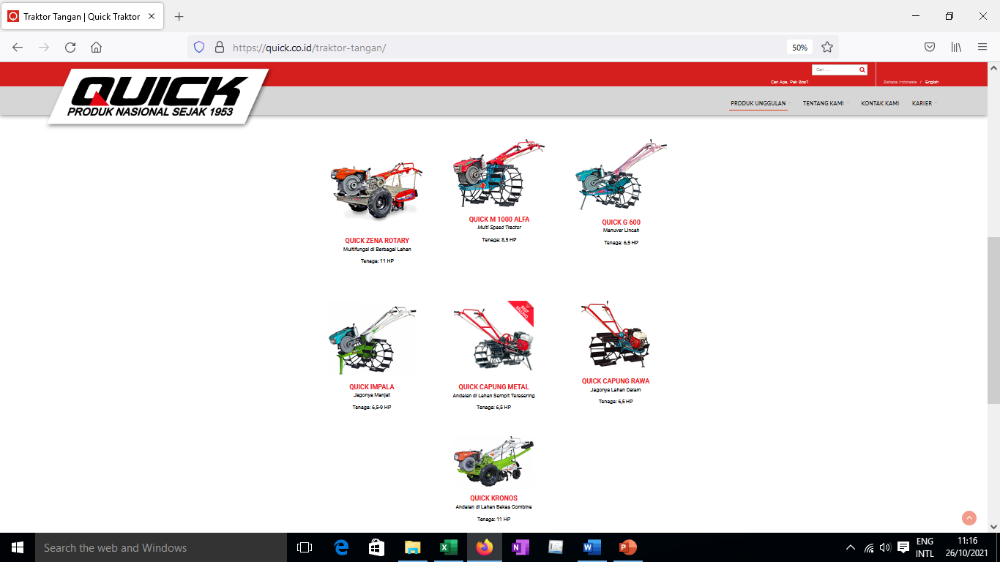 Traktor Tangan | Quick Traktor
https://quick.co.id/traktor-tangan/
50%
Cari ...
Cari Apa, Pak Bos?
Bahasa Indonesia / English
QUICK
PRODUK NASIONAL SEJAK 1953
PRODUK UNGGULAN
TENTANG KAMI
KONTAK KAMI
KARIER
QUICK ZENA ROTARY
Multifungsi di Berbagai Lahan
Tenaga: 11 HP
QUICK M 1000 ALFA
Multi Speed Tractor
Tenaga: 8,5 HP
QUICK G 600
Manuver Lincah
Tenaga: 6,5 HP
QUICK IMPALA
Jagonya Manjat
Tenaga: 6,5-9 HP
BEST
SELLING
QUICK CAPUNG METAL
Andalan di Lahan Sempit Terasering
Tenaga: 6,5 HP
QUICK CAPUNG RAWA
Jagonya Lahan Dalam
Tenaga: 6,5 HP
QUICK KRONOS
Andalan di Lahan Bekas Combine
Tenaga: 11 HP
Search the web and Windows
ENG
INTL
11:16
26/10/2021